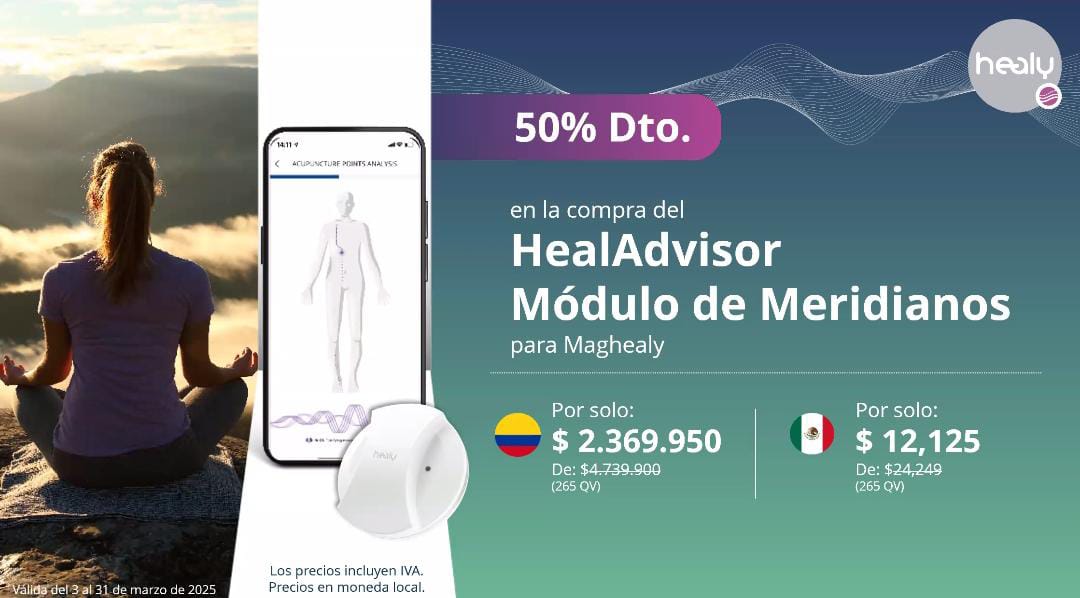 healy
50% Dto.
en la compra del
HealAdvisor
Módulo de Meridianos
para Maghealy
Por solo:
$ 2.369.950
De: $4.739.900
(265 QV)
Por solo:
$ 12,125
De: $24,249
(265 QV)
14:11
ACUPUNCTURE POINTS ANALYSIS
healy
Los precios incluyen IVA.
Precios en moneda local.
Válida del 3 al 31 de marzo de 2025